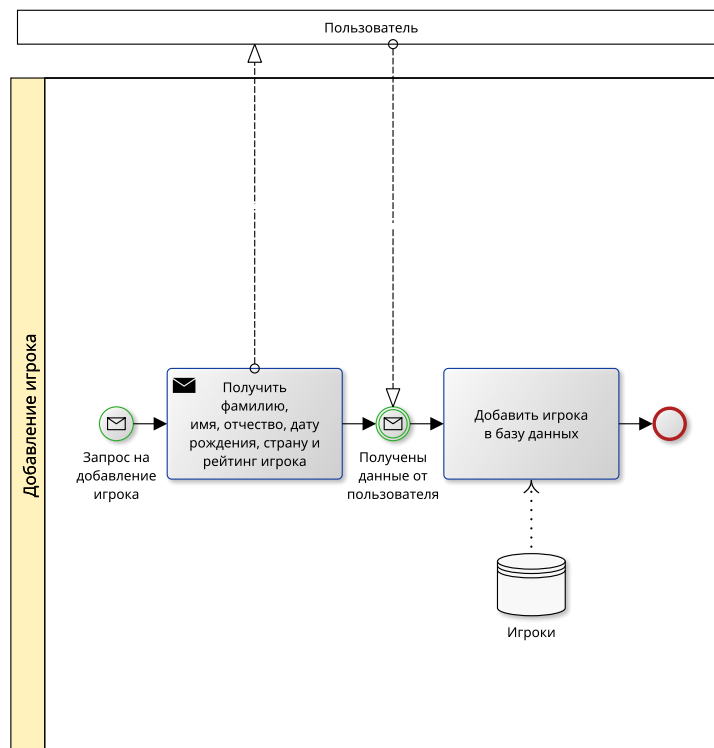 Пользователь
Добавление игрока
Запрос на
добавление
игрока
Получить
фамилию,
имя, отчество, дату
рождения, страну и
рейтинг игрока
Получены
данные от
пользователя
Добавить игрока
в базу данных
Игроки